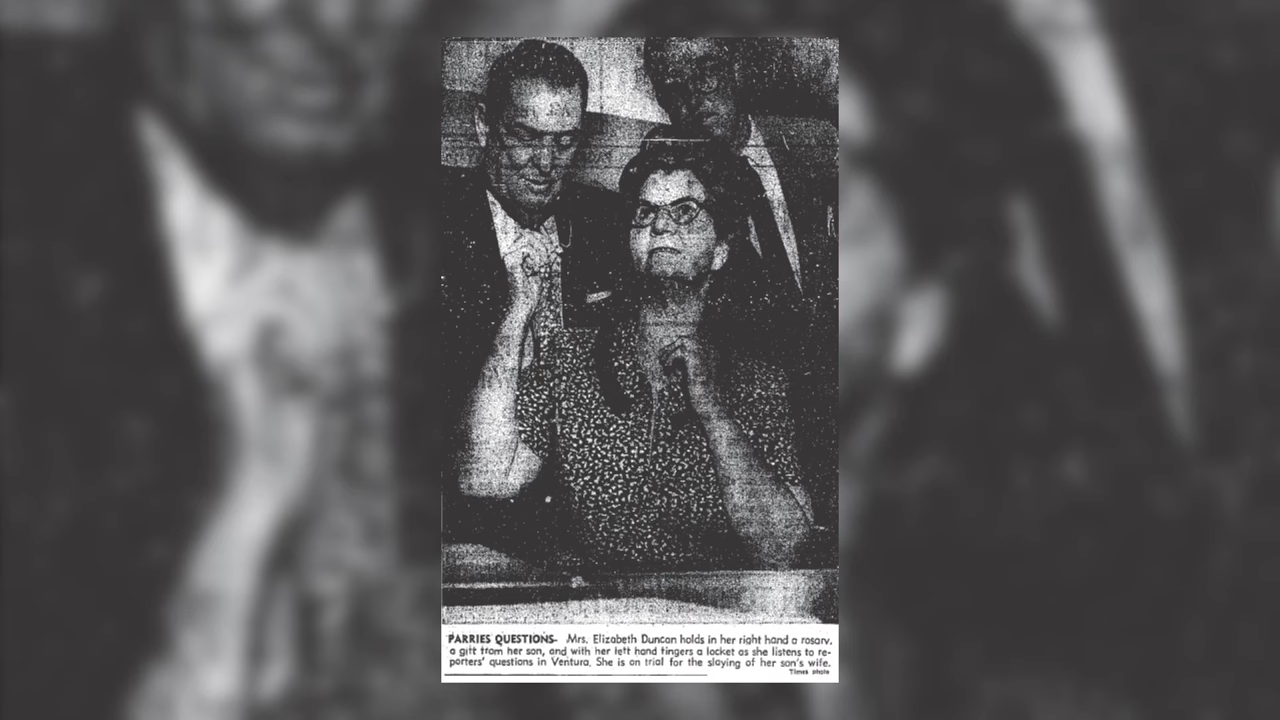 PARRIES QUESTIONS- Mrs. Elizabeth Duncan holds in her right hand a rosary,
a gift from her son, and with her left hand fingers a locket as she listens to re-
porters' questions in Ventura. She is on trial for the slaying of her son's wife.
Times photo